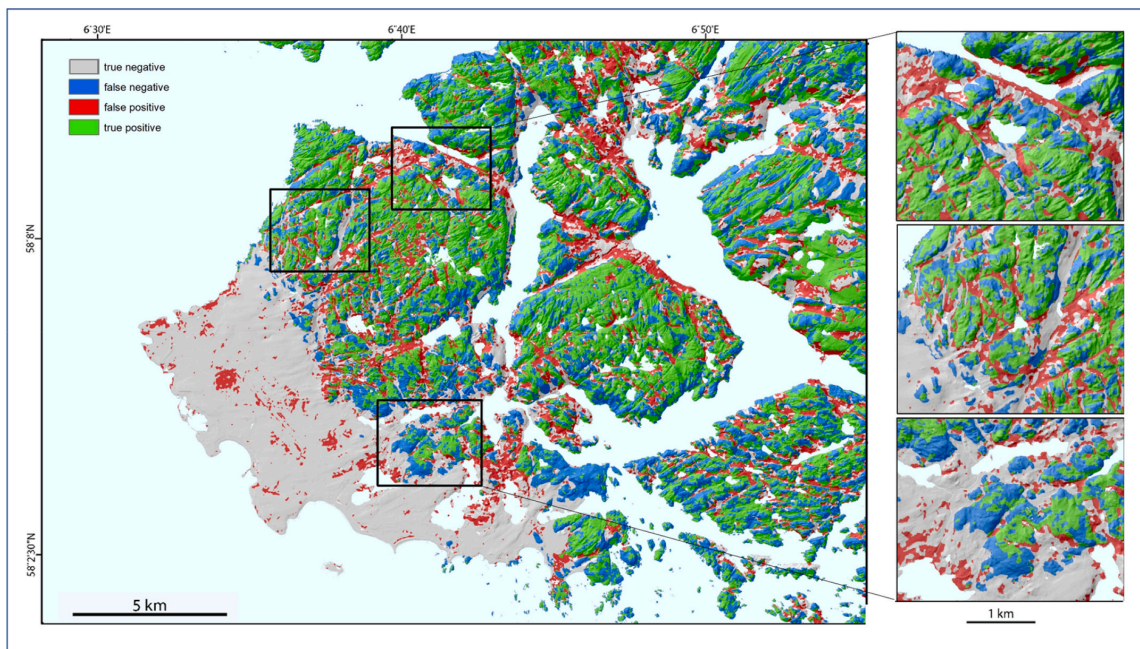 6°30'E
6°40'E
6°50'E
true negative
false negative
false positive
true positive
58°8'N
58°2'30"N
5 km
1 km